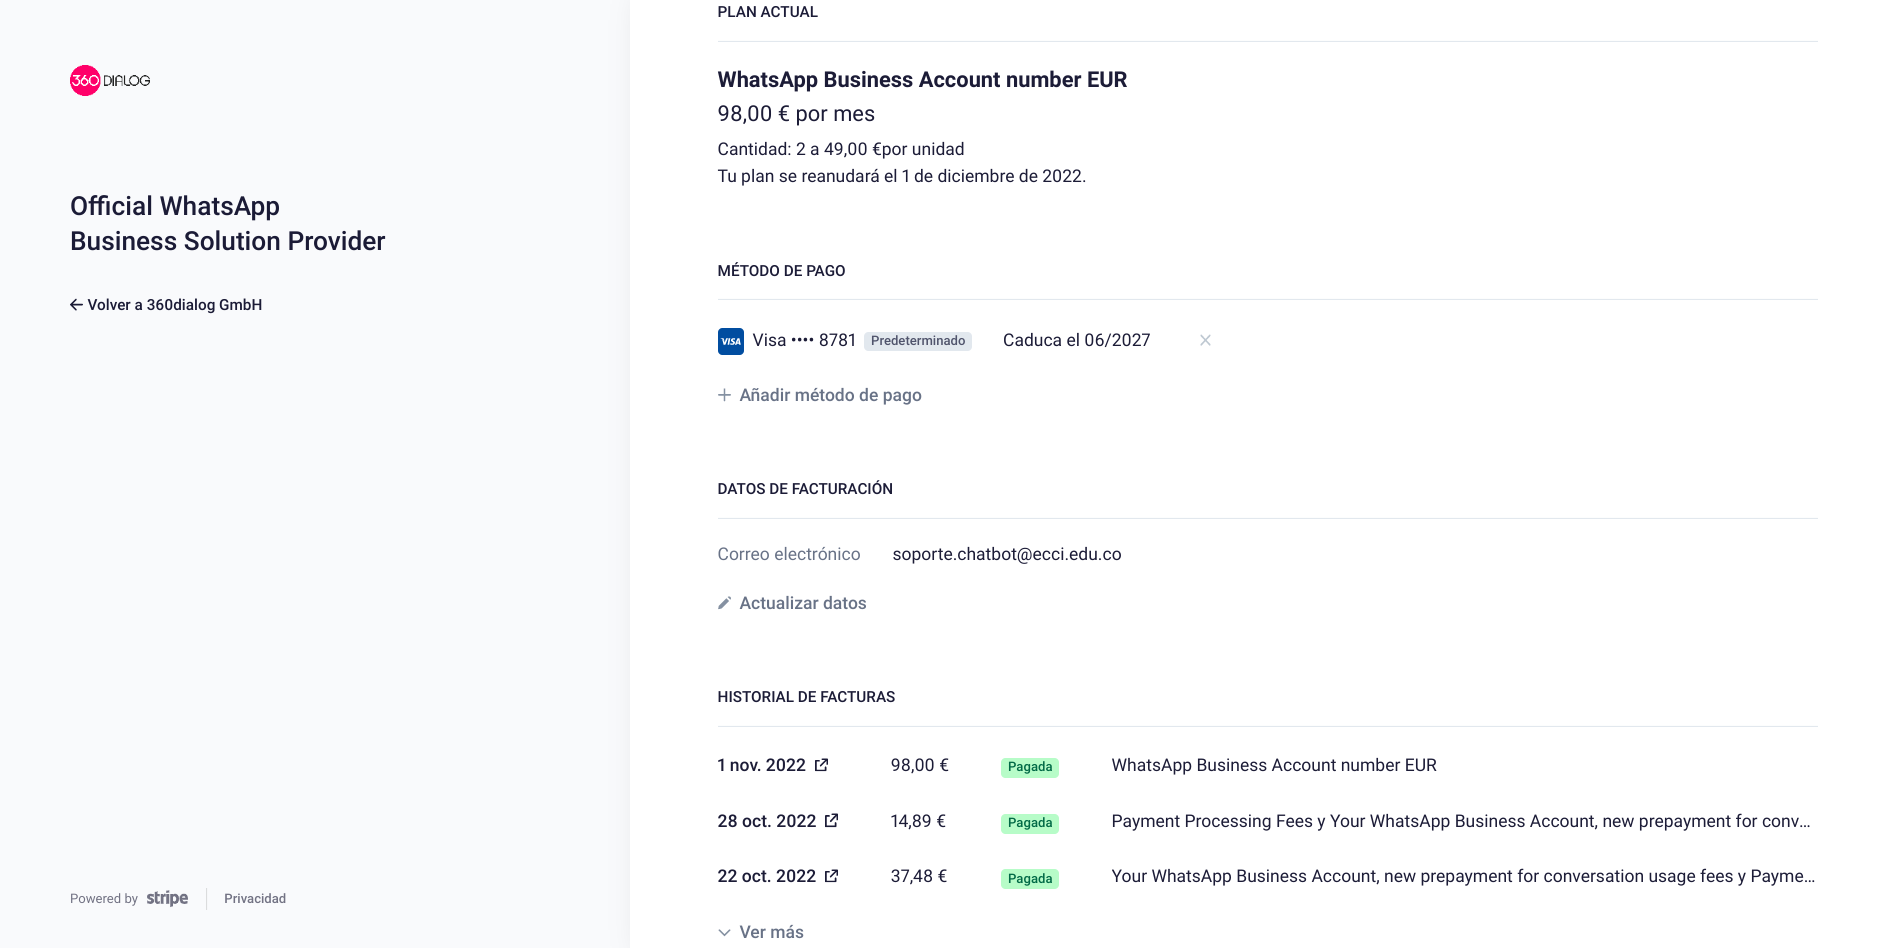 360 DIALOG
Official WhatsApp
Business Solution Provider
← Volver a 360dialog GmbH
Powered by stripe
Privacidad
PLAN ACTUAL
WhatsApp Business Account number EUR
98,00 € por mes
Cantidad: 2 a 49,00 €por unidad
Tu plan se reanudará el 1 de diciembre de 2022.
MÉTODO DE PAGO
VISA Visa •••• 8781 Predeterminado Caduca el 06/2027 ×
+ Añadir método de pago
DATOS DE FACTURACIÓN
Correo electrónico soporte.chatbot@ecci.edu.co
Actualizar datos
HISTORIAL DE FACTURAS
1 nov. 2022 98,00 € Pagada WhatsApp Business Account number EUR
28 oct. 2022 14,89 € Pagada Payment Processing Fees y Your WhatsApp Business Account, new prepayment for conv...
22 oct. 2022 37,48 € Pagada Your WhatsApp Business Account, new prepayment for conversation usage fees y Payme...
Ver más